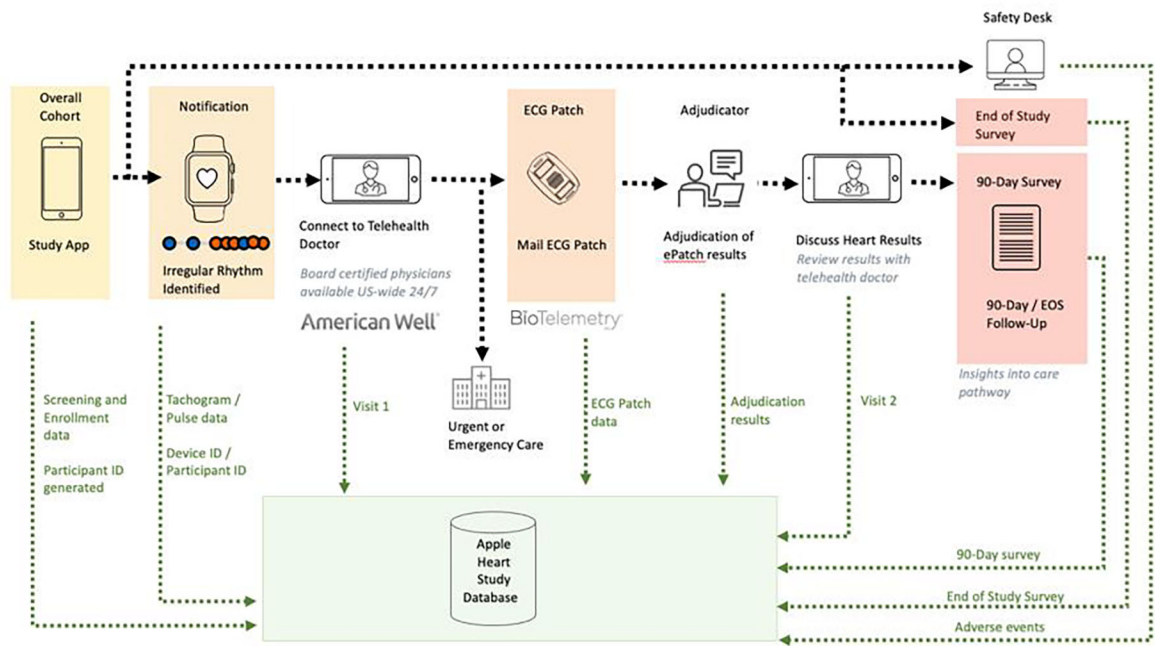 Safety Desk
Overall
Cohort
Study App
Notification
Irregular Rhythm
Identified
Connect to Telehealth
Doctor
Board certified physicians
available US-wide 24/7
American Well
ECG Patch
Mail ECG Patch
BioTelemetry
Adjudicator
Adjudication of
ePatch results
Discuss Heart Results
Review results with
telehealth doctor
End of Study
Survey
90-Day Survey
90-Day / EOS
Follow-Up
Insights into care
pathway
Urgent or
Emergency Care
Screening and
Enrollment
data
Participant ID
generated
Tachogram /
Pulse data
Device ID /
Participant ID
Visit 1
ECG Patch
data
Adjudication
results
Visit 2
Apple
Heart
Study
Database
90-Day survey
End of Study Survey
Adverse events